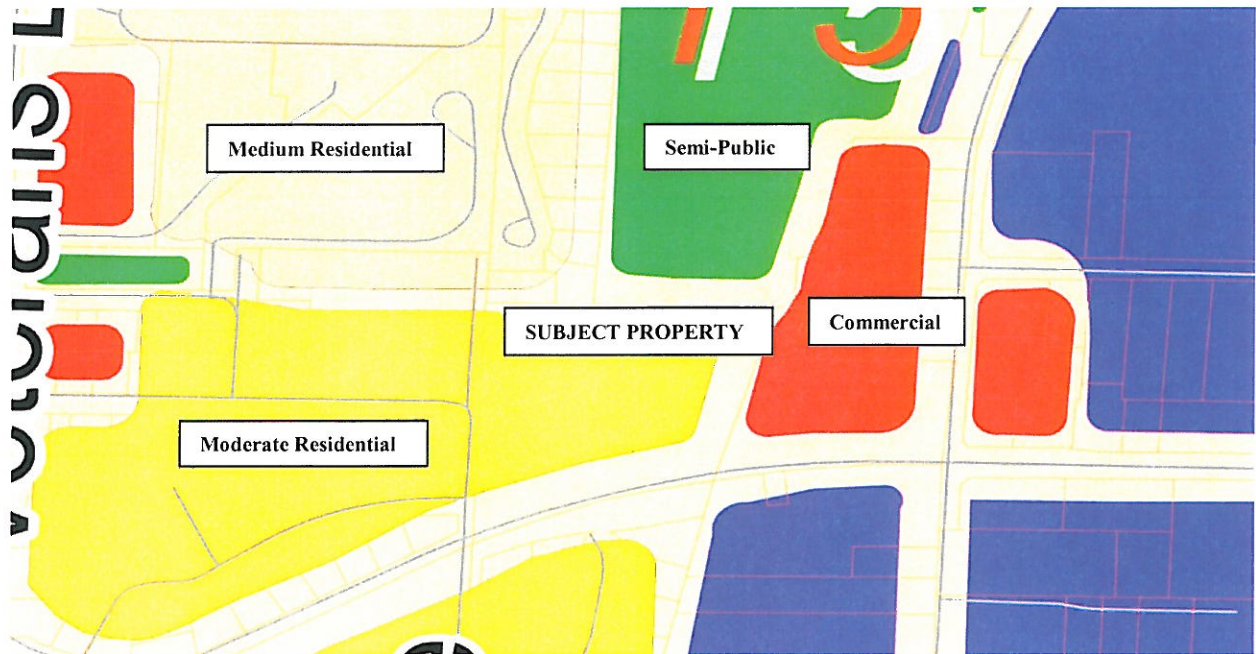 Medium Residential
Semi-Public
SUBJECT PROPERTY
Commercial
Moderate Residential